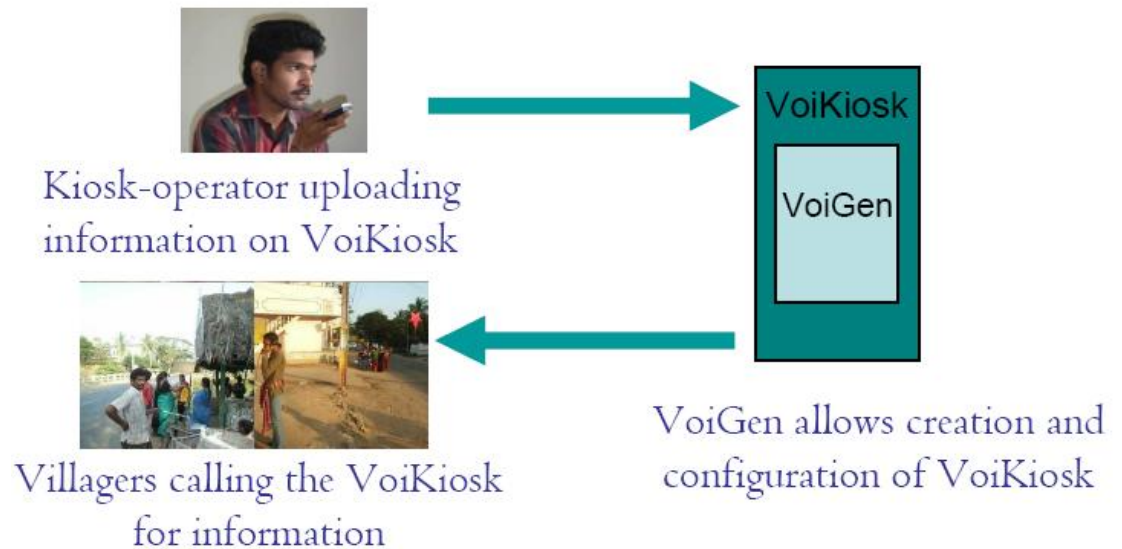 Kiosk-operator uploading
information on VoiKiosk
VoiKiosk
VoiGen
Villagers calling the VoiKiosk
for information
VoiGen allows creation and
configuration of VoiKiosk